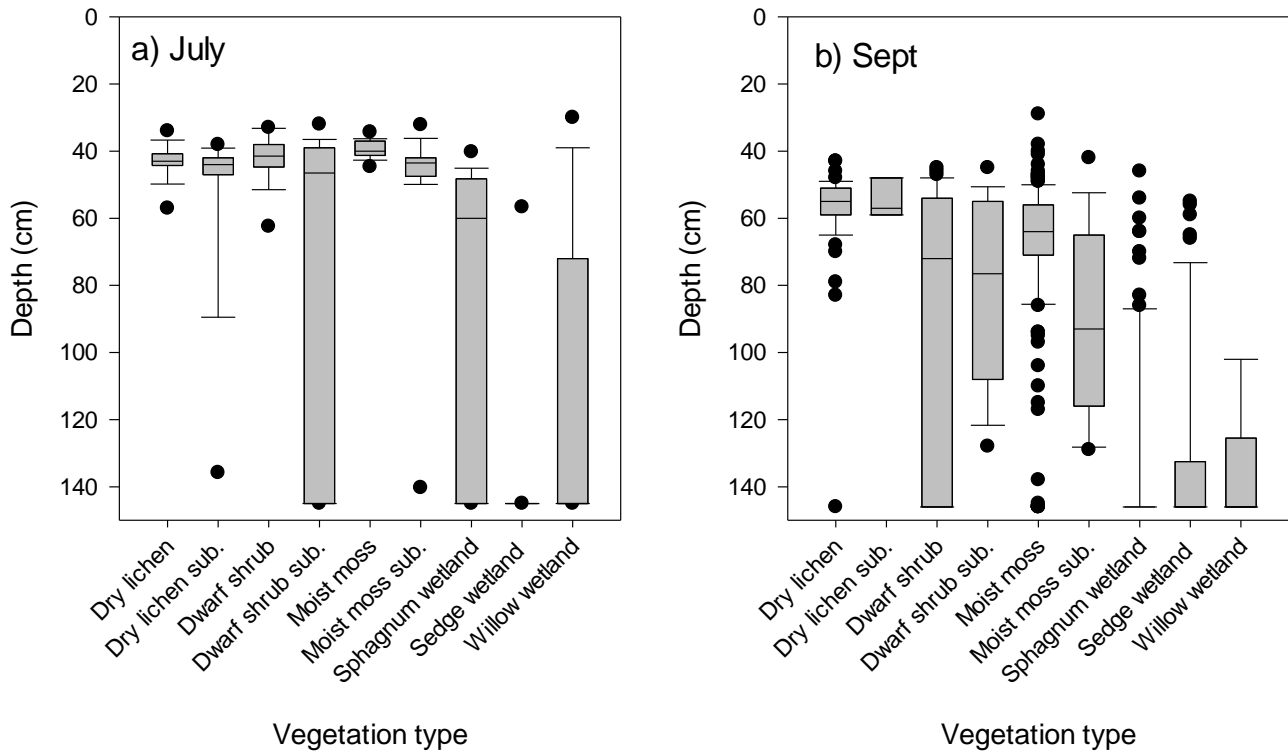 a) July
Depth (cm)
0
20
40
60
80
100
120
140
Dry lichen
Dry lichen sub.
Dwarf shrub
Dwarf shrub sub.
Moist moss
Moist moss sub.
Sphagnum wetland
Sedge wetland
Willow wetland
Vegetation type
b) Sept
Depth (cm)
0
20
40
60
80
100
120
140
Dry lichen
Dry lichen sub.
Dwarf shrub
Dwarf shrub sub.
Moist moss
Moist moss sub.
Sphagnum wetland
Sedge wetland
Willow wetland
Vegetation type